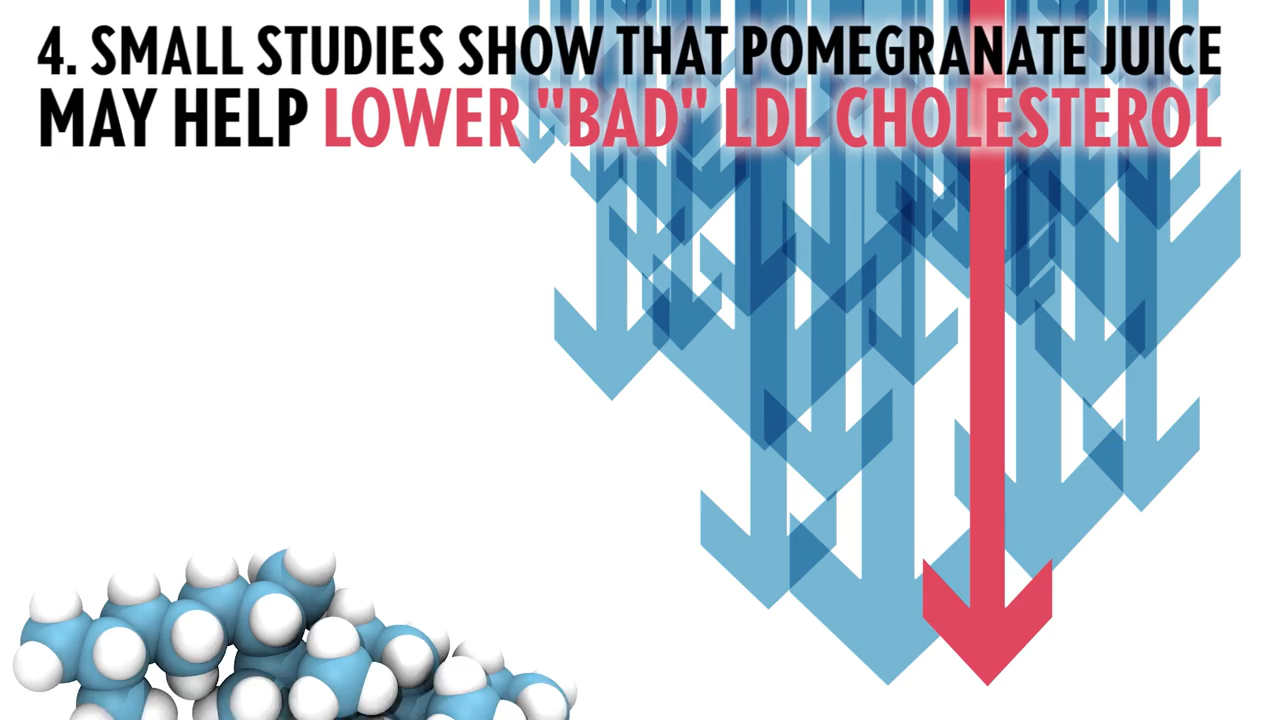 4. SMALL STUDIES SHOW THAT POMEGRANATE JUICE
MAY HELP LOWER "BAD" LDL CHOLESTEROL